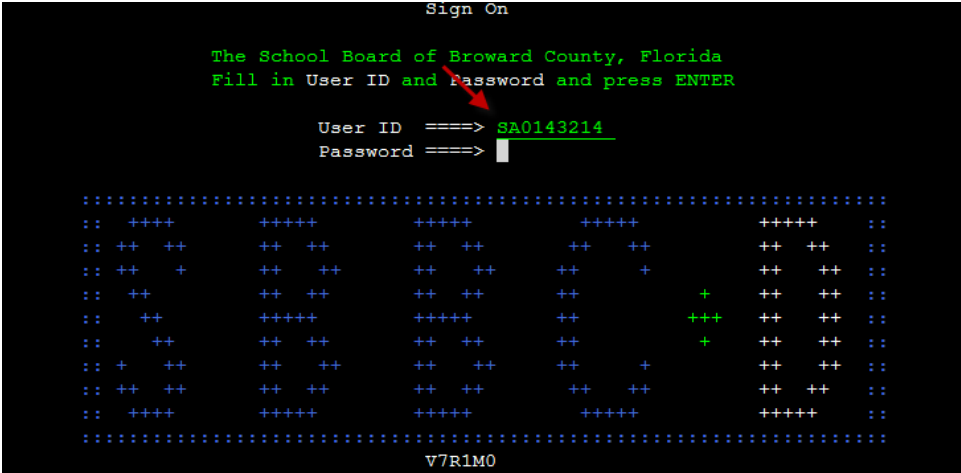 Sign On
The School Board of Broward County, Florida
Fill in User ID and Password and press ENTER
User ID ====> SA0143214
Password ====>
SBBC D
V7R1M0